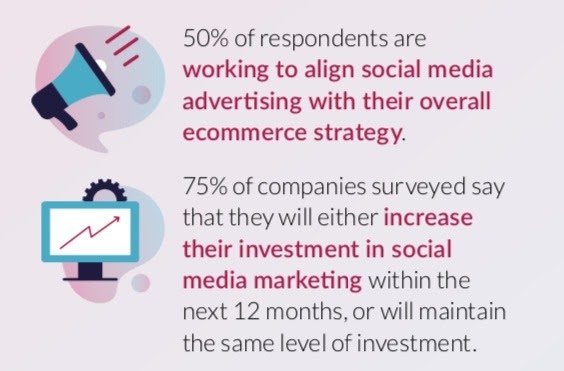 50% of respondents are
working to align social media
advertising with their overall
ecommerce strategy.
75% of companies surveyed say
that they will either increase
their investment in social
media marketing within the
next 12 months, or will maintain
the same level of investment.